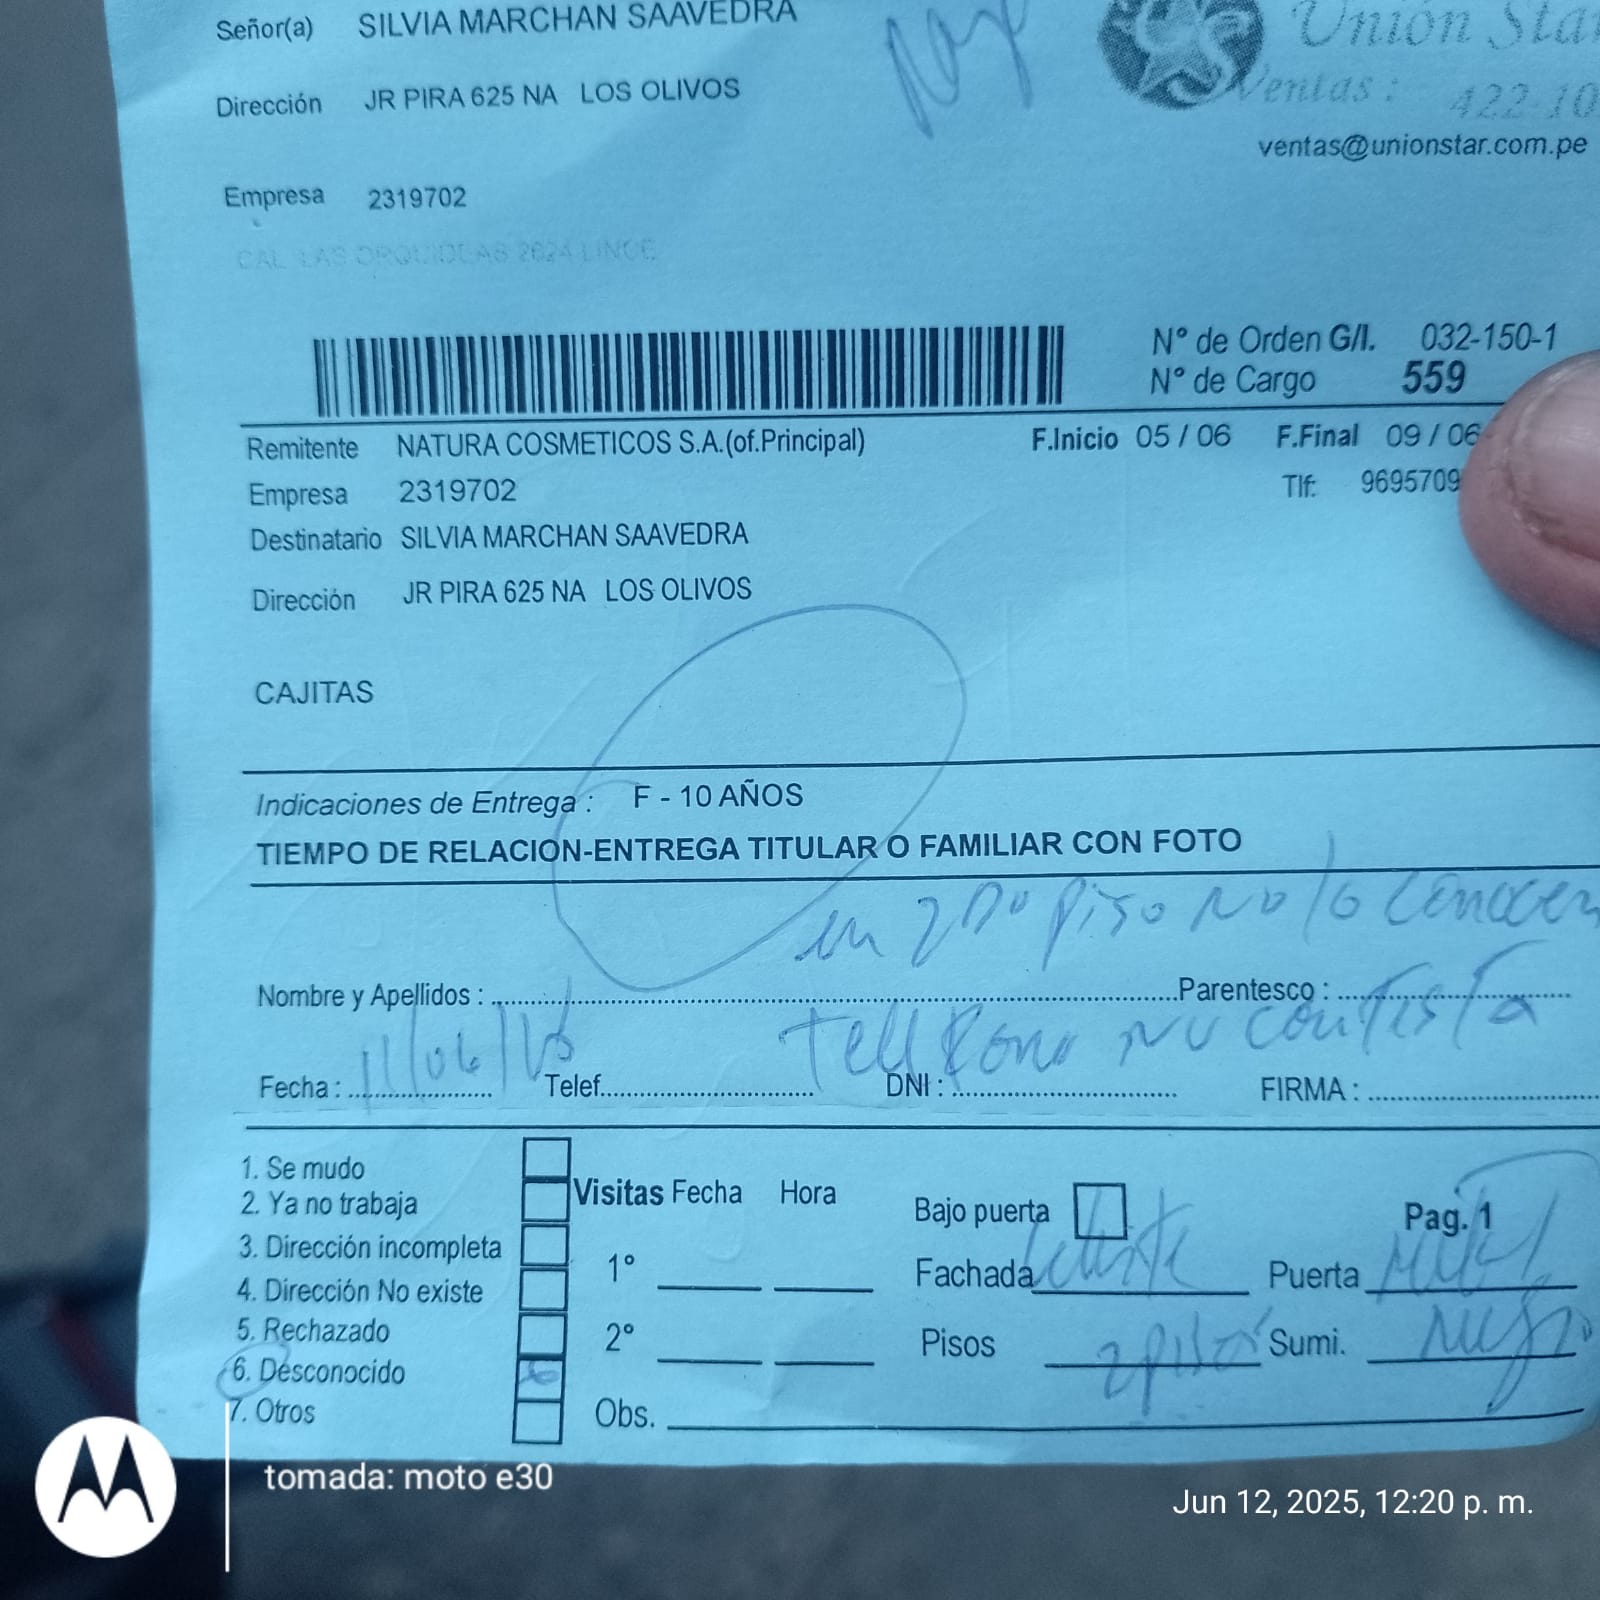 Señor(a) SILVIA MARCHAN SAAVEDRA
Unión Sta
Dirección JR PIRA 625 NA LOS OLIVOS
Ventas : 422-10
ventas@unionstar.com.pe
Empresa 2319702
CAL LAS ORQUIDEAS 2624 LINCE
N° de Orden G/I. 032-150-1
N° de Cargo 559
Remitente NATURA COSMETICOS S.A.(of.Principal) F.Inicio 05 / 06 F.Final 09 / 06
Empresa 2319702 Tlf: 9695709
Destinatario SILVIA MARCHAN SAAVEDRA
Dirección JR PIRA 625 NA LOS OLIVOS
CAJITAS
Indicaciones de Entrega : F - 10 AÑOS
TIEMPO DE RELACION-ENTREGA TITULAR O FAMILIAR CON FOTO
en 2Do Piso No lo conocen
Nombre y Apellidos : Parentesco :
Telefono no contesta
Fecha : 11/06/ Telef. DNI : FIRMA :
1. Se mudo
2. Ya no trabaja
3. Dirección incompleta
4. Dirección No existe
5. Rechazado
6. Desconocido
7. Otros
Visitas Fecha Hora
1°
2°
Obs.
Bajo puerta Pag. 1
Fachada Puerta
Pisos 2 pisos Sumi.
tomada: moto e30
Jun 12, 2025, 12:20 p. m.